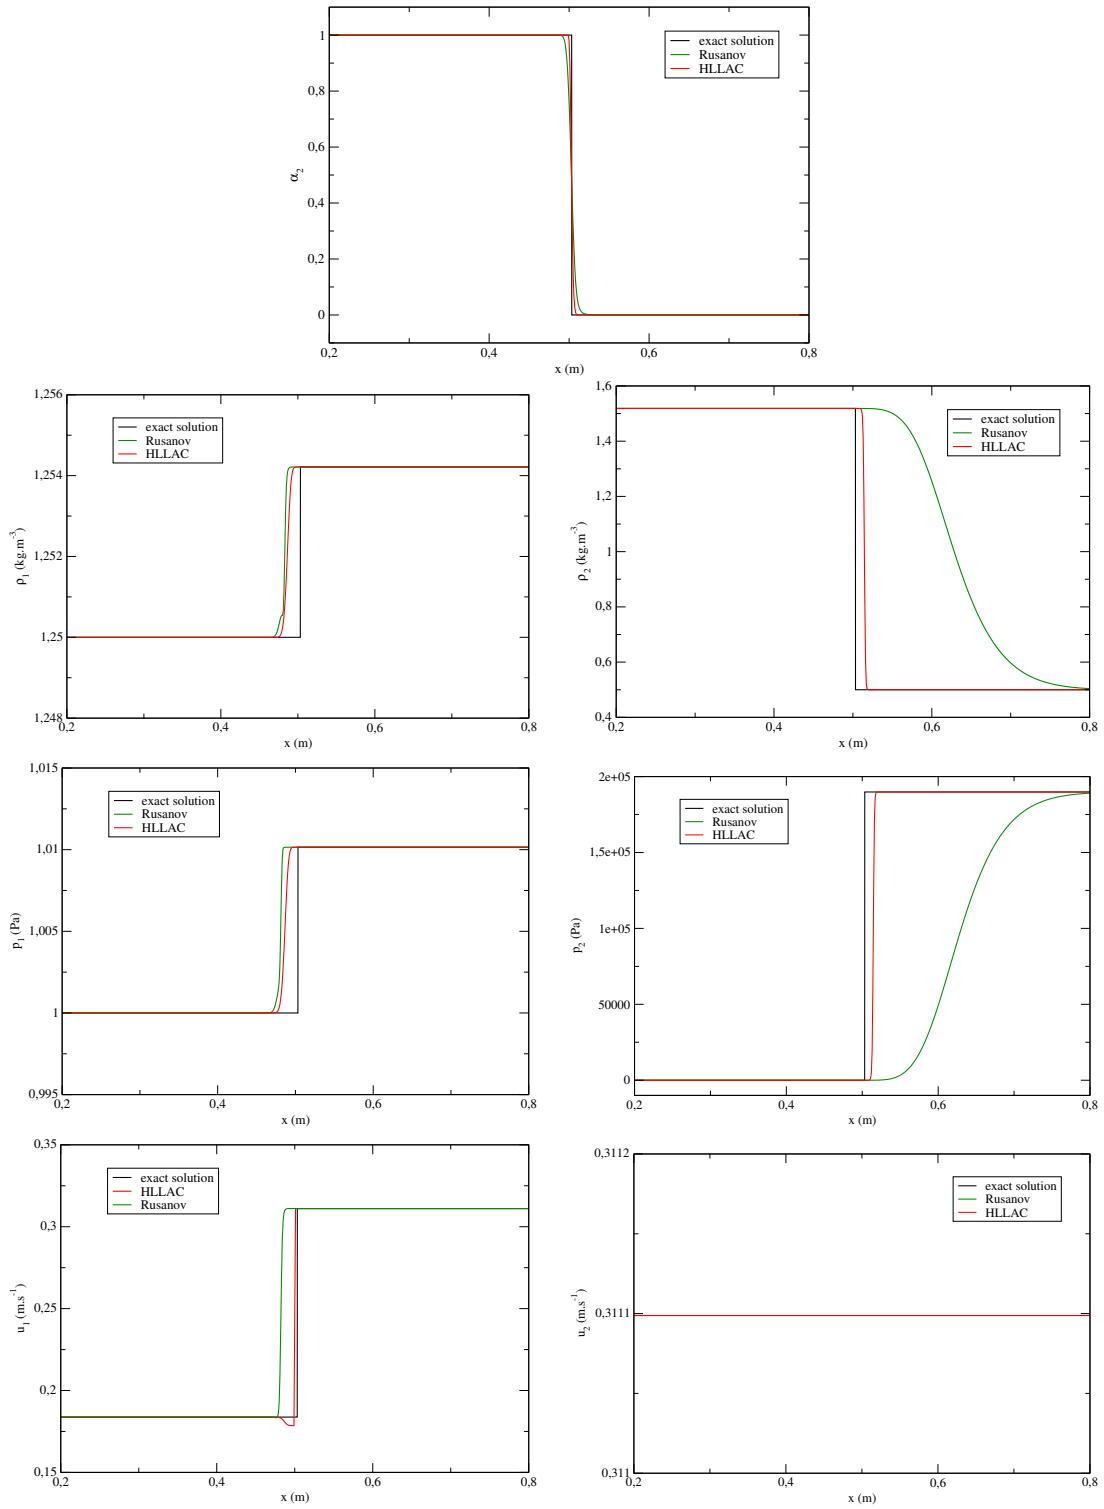 exact solution
Rusanov
HLLAC
1
0,8
0,6
0,4
0,2
0
α2
0,2 0,4 0,6 0,8
x (m)
1,256
1,254
1,252
1,25
1,248
ρ1 (kg.m-3)
exact solution
Rusanov
HLLAC
0,2 0,4 0,6 0,8
x (m)
1,6
1,4
1,2
1
0,8
0,6
0,4
ρ2 (kg.m-3)
exact solution
Rusanov
HLLAC
0,2 0,4 0,6 0,8
x (m)
1,015
1,01
1,005
1
0,995
p1 (Pa)
exact solution
Rusanov
HLLAC
0,2 0,4 0,6 0,8
x (m)
2e+05
1,5e+05
1e+05
50000
0
p2 (Pa)
exact solution
Rusanov
HLLAC
0,2 0,4 0,6 0,8
x (m)
0,35
0,3
0,25
0,2
0,15
u1 (m.s-1)
exact solution
HLLAC
Rusanov
0,2 0,4 0,6 0,8
x (m)
0,3112
0,3111
0,311
u2 (m.s-1)
exact solution
Rusanov
HLLAC
0,2 0,4 0,6 0,8
x (m)